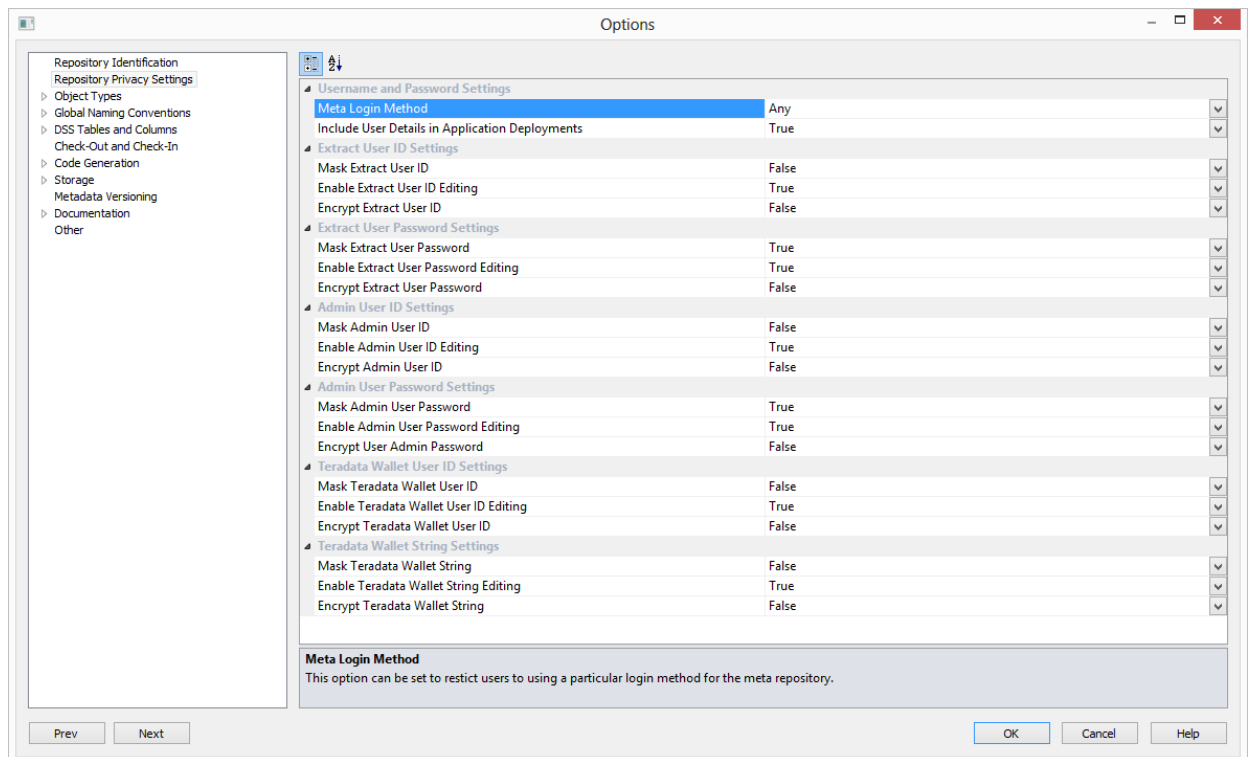 Options
Repository Identification
Repository Privacy Settings
Object Types
Global Naming Conventions
DSS Tables and Columns
Check-Out and Check-In
Code Generation
Storage
Metadata Versioning
Documentation
Other
Username and Password Settings
Meta Login Method Any
Include User Details in Application Deployments True
Extract User ID Settings
Mask Extract User ID False
Enable Extract User ID Editing True
Encrypt Extract User ID False
Extract User Password Settings
Mask Extract User Password True
Enable Extract User Password Editing True
Encrypt Extract User Password False
Admin User ID Settings
Mask Admin User ID False
Enable Admin User ID Editing True
Encrypt Admin User ID False
Admin User Password Settings
Mask Admin User Password True
Enable Admin User Password Editing True
Encrypt User Admin Password False
Teradata Wallet User ID Settings
Mask Teradata Wallet User ID False
Enable Teradata Wallet User ID Editing True
Encrypt Teradata Wallet User ID False
Teradata Wallet String Settings
Mask Teradata Wallet String False
Enable Teradata Wallet String Editing True
Encrypt Teradata Wallet String False
Meta Login Method
This option can be set to restict users to using a particular login method for the meta repository.
Prev Next OK Cancel Help